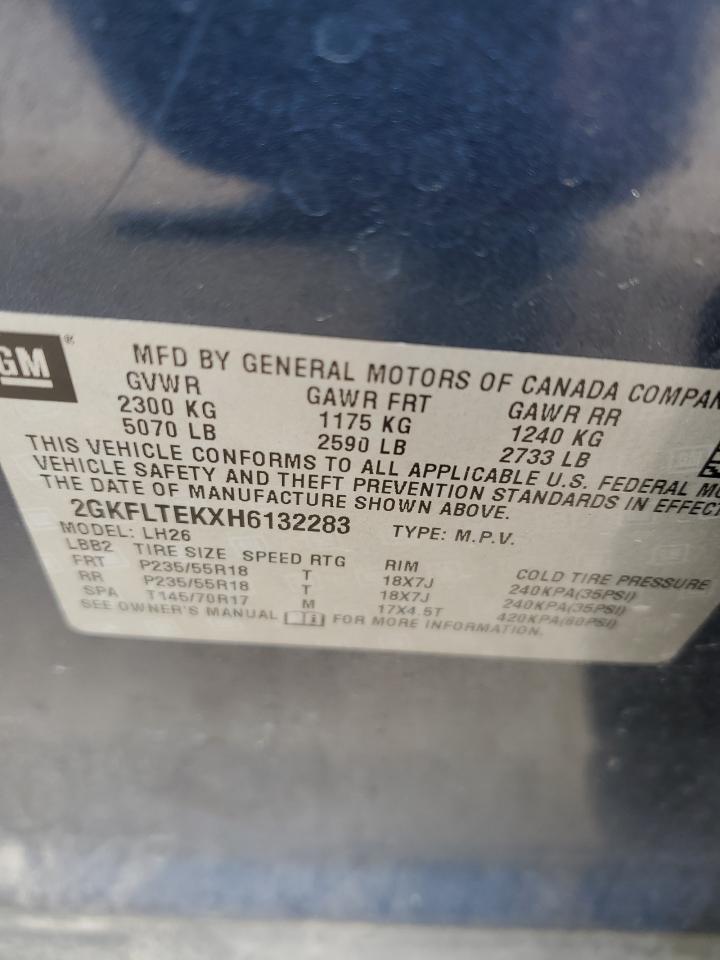 GM ®
MFD BY GENERAL MOTORS OF CANADA
GVWR GAWR FRT GAWR RR
2300 KG 1175 KG 1240 KG
5070 LB 2590 LB 2733 LB
THIS VEHICLE CONFORMS TO ALL APPLICABLE U.S. FEDERAL
VEHICLE SAFETY AND THEFT PREVENTION STANDARDS IN
THE DATE OF MANUFACTURE SHOWN ABOVE.
2GKFLTEKXH6132283 TYPE: M.P.V.
MODEL: LH26
LBB2 TIRE SIZE SPEED RTG RIM COLD TIRE PRESSURE
FRT P235/55R18 T 18X7J 240KPA(35PSI)
RR P235/55R18 T 18X7J 240KPA(35PSI)
SPA T145/70R17 M 17X4.5T 420KPA(60PSI)
SEE OWNER'S MANUAL FOR MORE INFORMATION.